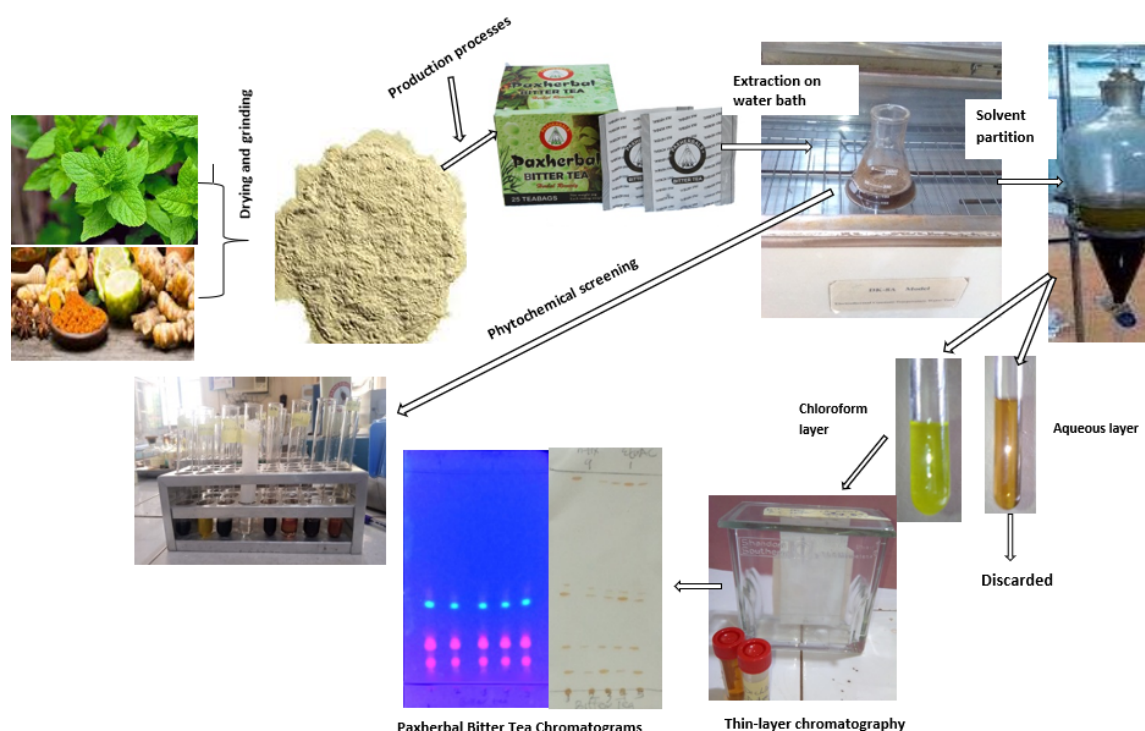 Production processes
Drying and grinding
Paxherbal
BITTER TEA
25 TEABAGS
BITTER TEA
Extraction on
water bath
Solvent
partition
Phytochemical screening
Chloroform
layer
Aqueous layer
Discarded
Paxherbal Bitter Tea Chromatograms
Thin-layer chromatography